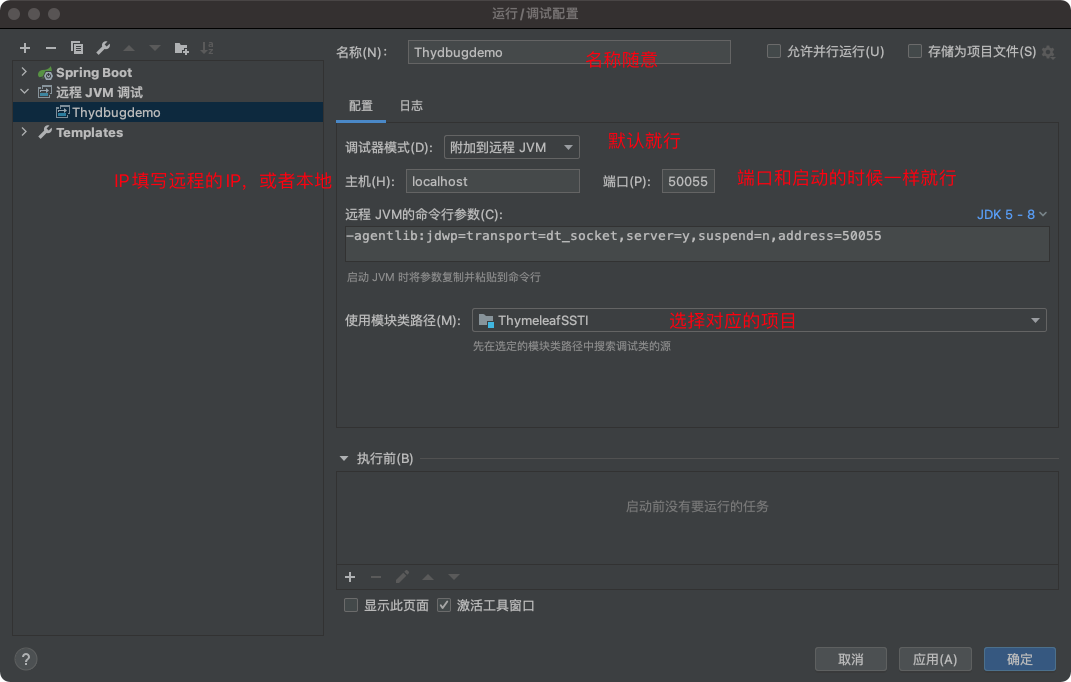 运行/调试配置
名称(N):
Thydbugdemo
名称随意
允许并行运行(U)
存储为项目文件(S)
Spring Boot
远程 JVM 调试
Thydbugdemo
Templates
配置
日志
调试器模式(D):
附加到远程 JVM
默认就行
IP填写远程的IP，或者本地
主机(H):
localhost
端口(P):
50055
端口和启动的时候一样就行
远程 JVM的命令行参数(C):
JDK 5 - 8
-agentlib:jdwp=transport=dt_socket,server=y,suspend=n,address=50055
启动 JVM 时将参数复制并粘贴到命令行
使用模块类路径(M):
ThymeleafSSTI
选择对应的项目
先在选定的模块类路径中搜索调试类的源
执行前(B)
启动前没有要运行的任务
显示此页面
激活工具窗口
?
取消
应用(A)
确定